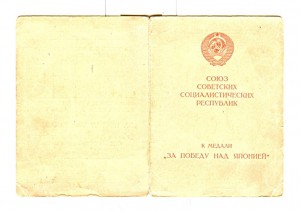 СОЮЗ
СОВЕТСКИХ
СОЦИАЛИСТИЧЕСКИХ
РЕСПУБЛИК
К МЕДАЛИ
„ЗА ПОБЕДУ НАД ЯПОНИЕЙ"